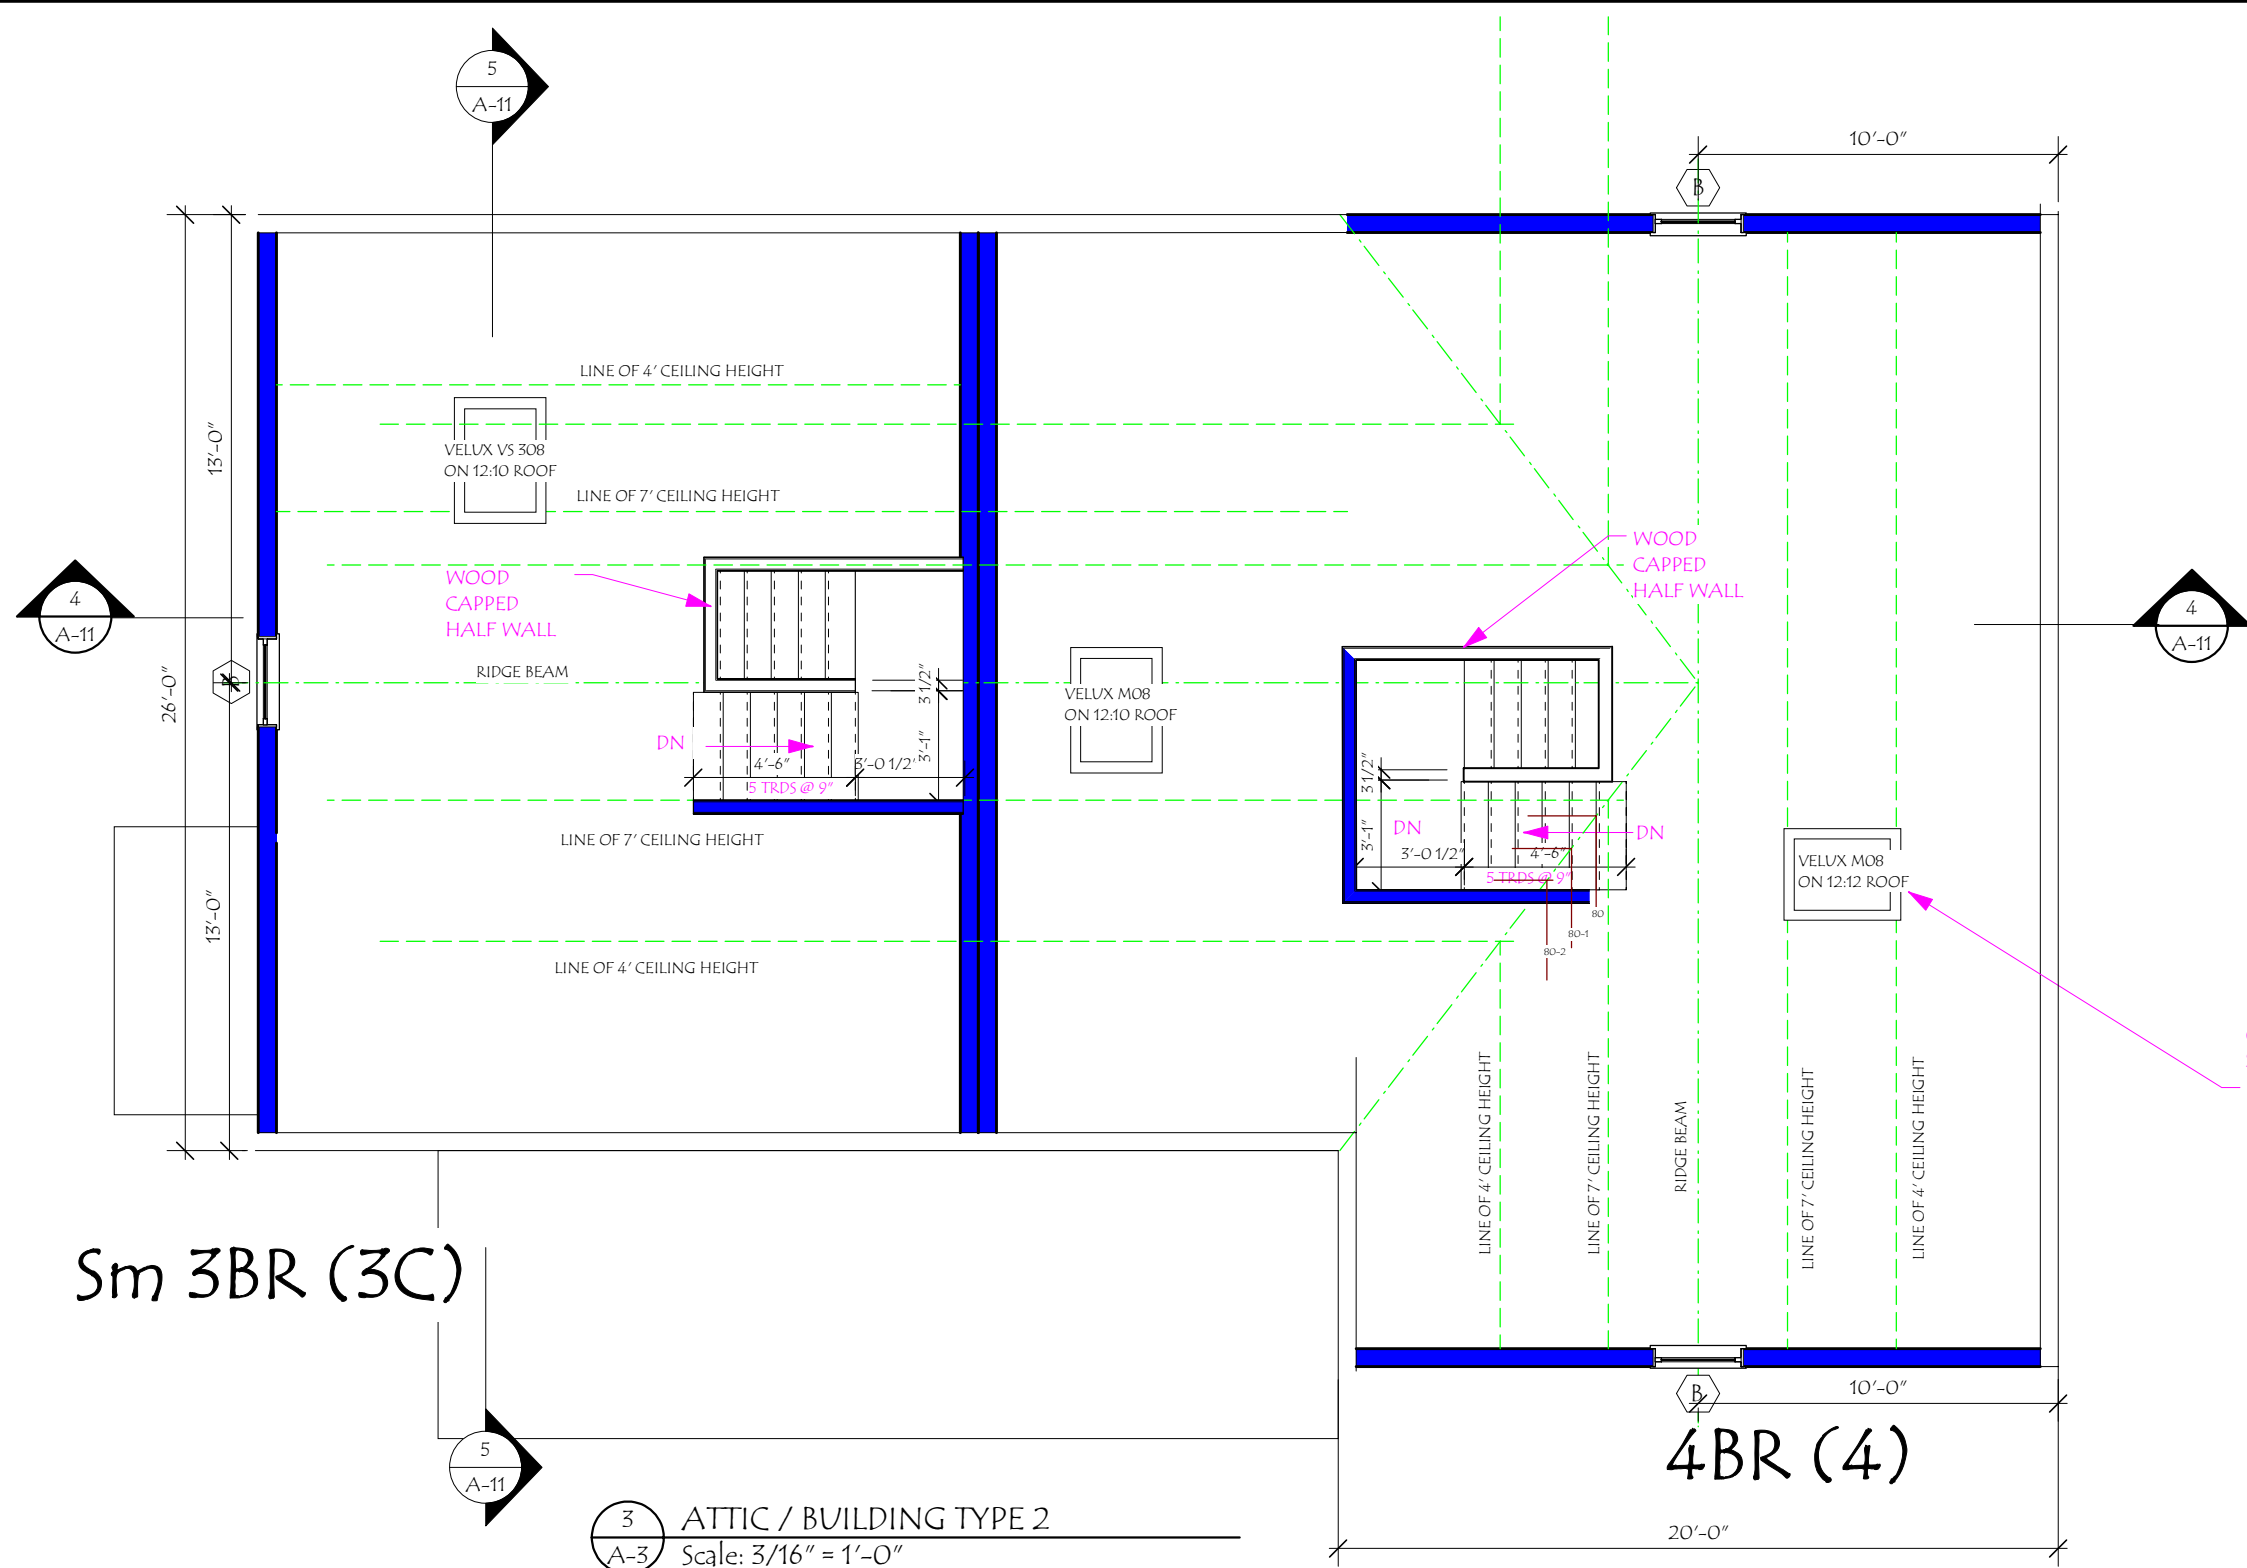 5
A-11
10'-0"
B
LINE OF 4' CEILING HEIGHT
VELUX VS 308
ON 12:10 ROOF
13'-0"
LINE OF 7' CEILING HEIGHT
WOOD
CAPPED
HALF WALL
WOOD
CAPPED
HALF WALL
4
A-11
4
A-11
RIDGE BEAM
26'-0"
3 1/2"
VELUX M08
ON 12:10 ROOF
DN
3'-1"
4'-6"
3'-0 1/2"
5 TRDS @ 9"
3 1/2"
3'-1"
DN
DN
3'-0 1/2"
4'-6"
5 TRDS @ 9"
LINE OF 7' CEILING HEIGHT
VELUX M08
ON 12:12 ROOF
80
80-1
80-2
13'-0"
LINE OF 4' CEILING HEIGHT
LINE OF 4' CEILING HEIGHT
LINE OF 7' CEILING HEIGHT
RIDGE BEAM
LINE OF 7' CEILING HEIGHT
LINE OF 4' CEILING HEIGHT
Sm 3BR (3C)
B
10'-0"
4BR (4)
5
A-11
3
A-3
ATTIC / BUILDING TYPE 2
Scale: 3/16" = 1'-0"
20'-0"